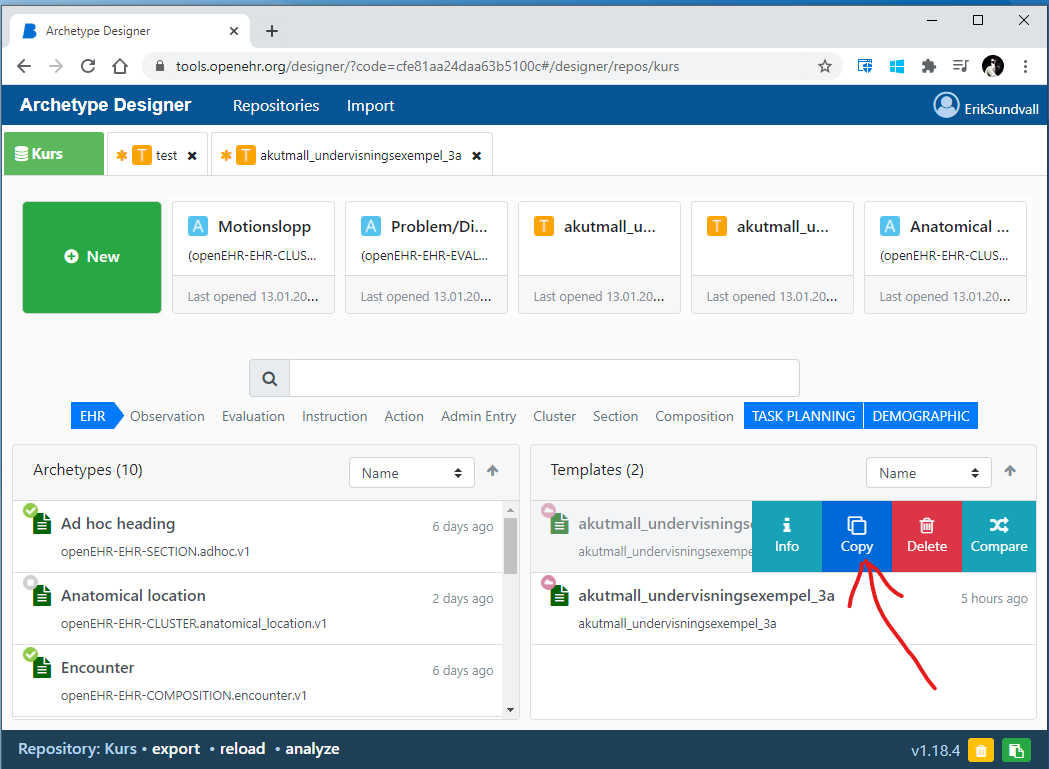 Archetype Designer
tools.openehr.org/designer/?code=cfe81aa24daa63b5100c#/designer/repos/kurs
Archetype Designer Repositories Import ErikSundvall
Kurs T test T akutmall_undervisningsexempel_3a
New
A Motionslopp
(openEHR-EHR-CLUS...
Last opened 13.01.20...
A Problem/Di...
(openEHR-EHR-EVAL...
Last opened 13.01.20...
T akutmall_u...
Last opened 13.01.20...
T akutmall_u...
Last opened 13.01.20...
A Anatomical ...
(openEHR-EHR-CLUS...
Last opened 13.01.20...
EHR Observation Evaluation Instruction Action Admin Entry Cluster Section Composition TASK PLANNING DEMOGRAPHIC
Archetypes (10) Name
Ad hoc heading 6 days ago
openEHR-EHR-SECTION.adhoc.v1
Anatomical location 2 days ago
openEHR-EHR-CLUSTER.anatomical_location.v1
Encounter 6 days ago
openEHR-EHR-COMPOSITION.encounter.v1
Templates (2) Name
akutmall_undervisnings
akutmall_undervisningsexempe
Info Copy Delete Compare
akutmall_undervisningsexempel_3a 5 hours ago
akutmall_undervisningsexempel_3a
Repository: Kurs • export • reload • analyze v1.18.4